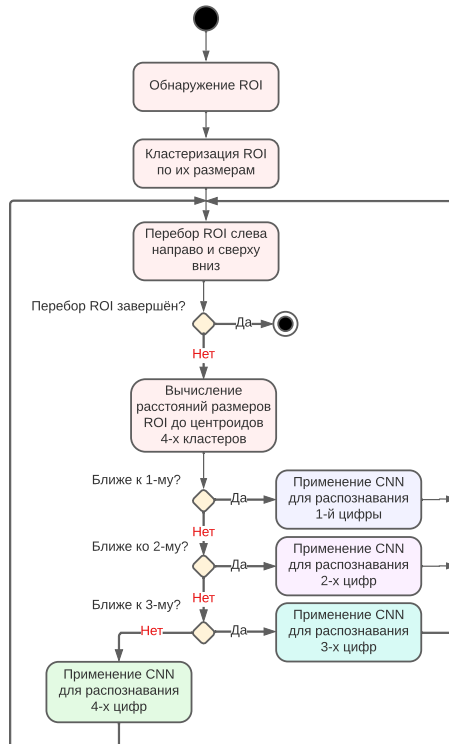 Обнаружение ROI
Кластеризация ROI
по их размерам
Перебор ROI слева
направо и сверху
вниз
Перебор ROI завершён?
Да
Нет
Вычисление
расстояний размеров
ROI до центроидов
4-х кластеров
Ближе к 1-му?
Да
Применение CNN
для распознавания
1-й цифры
Нет
Ближе ко 2-му?
Да
Применение CNN
для распознавания
2-х цифр
Нет
Ближе к 3-му?
Да
Применение CNN
для распознавания
3-х цифр
Нет
Применение CNN
для распознавания
4-х цифр